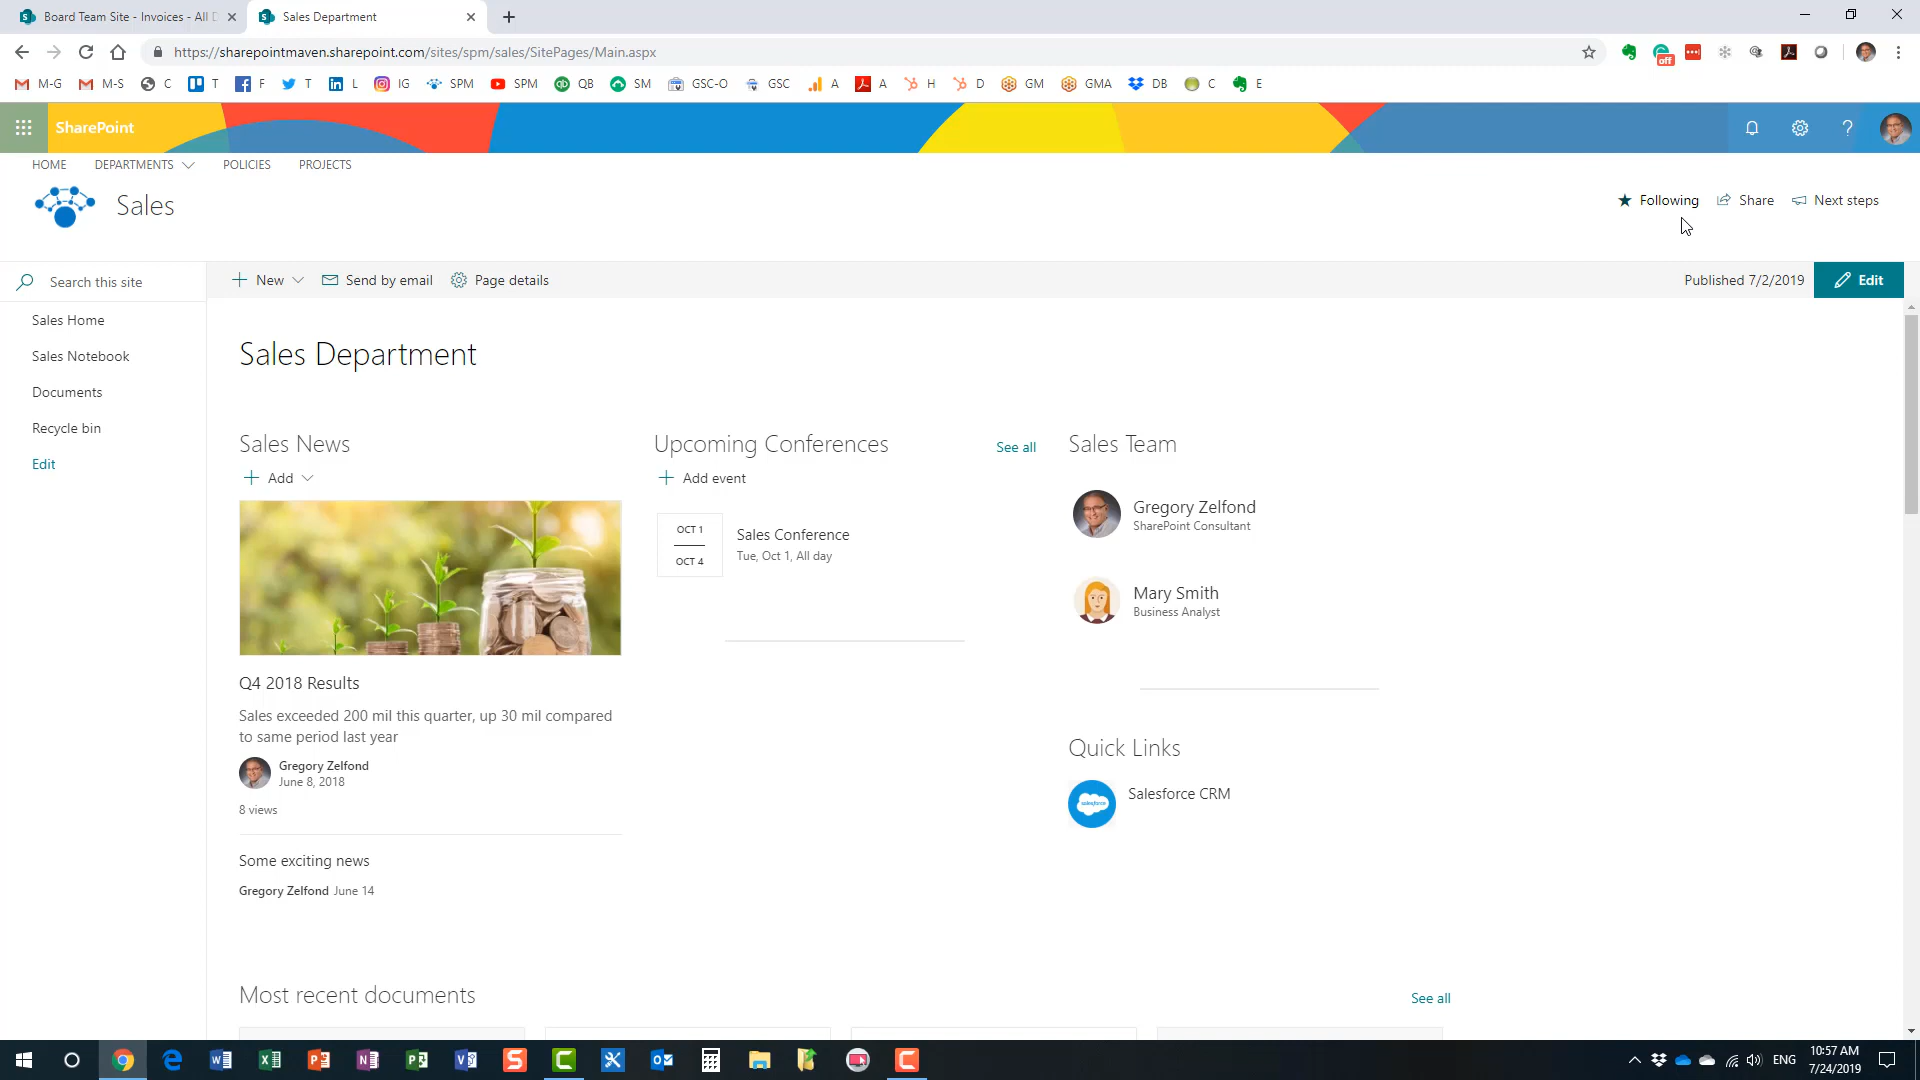 Board Team Site - Invoices - All D
Sales Department
https://sharepointmaven.sharepoint.com/sites/spm/sales/SitePages/Main.aspx
off
M-G
M-S
C
T
F
T
L
IG
SPM
SPM
QB
SM
GSC-O
GSC
A
A
H
D
GM
GMA
DB
C
E
SharePoint
HOME
DEPARTMENTS
POLICIES
PROJECTS
Sales
Following
Share
Next steps
Search this site
New
Send by email
Page details
Published 7/2/2019
Edit
Sales Home
Sales Notebook
Documents
Recycle bin
Edit
Sales Department
Sales News
Add
Q4 2018 Results
Sales exceeded 200 mil this quarter, up 30 mil compared
to same period last year
Gregory Zelfond
June 8, 2018
8 views
Some exciting news
Gregory Zelfond June 14
Upcoming Conferences
See all
Add event
OCT 1
OCT 4
Sales Conference
Tue, Oct 1, All day
Sales Team
Gregory Zelfond
SharePoint Consultant
Mary Smith
Business Analyst
Quick Links
salesforce
Salesforce CRM
Most recent documents
See all
ENG
10:57 AM
7/24/2019